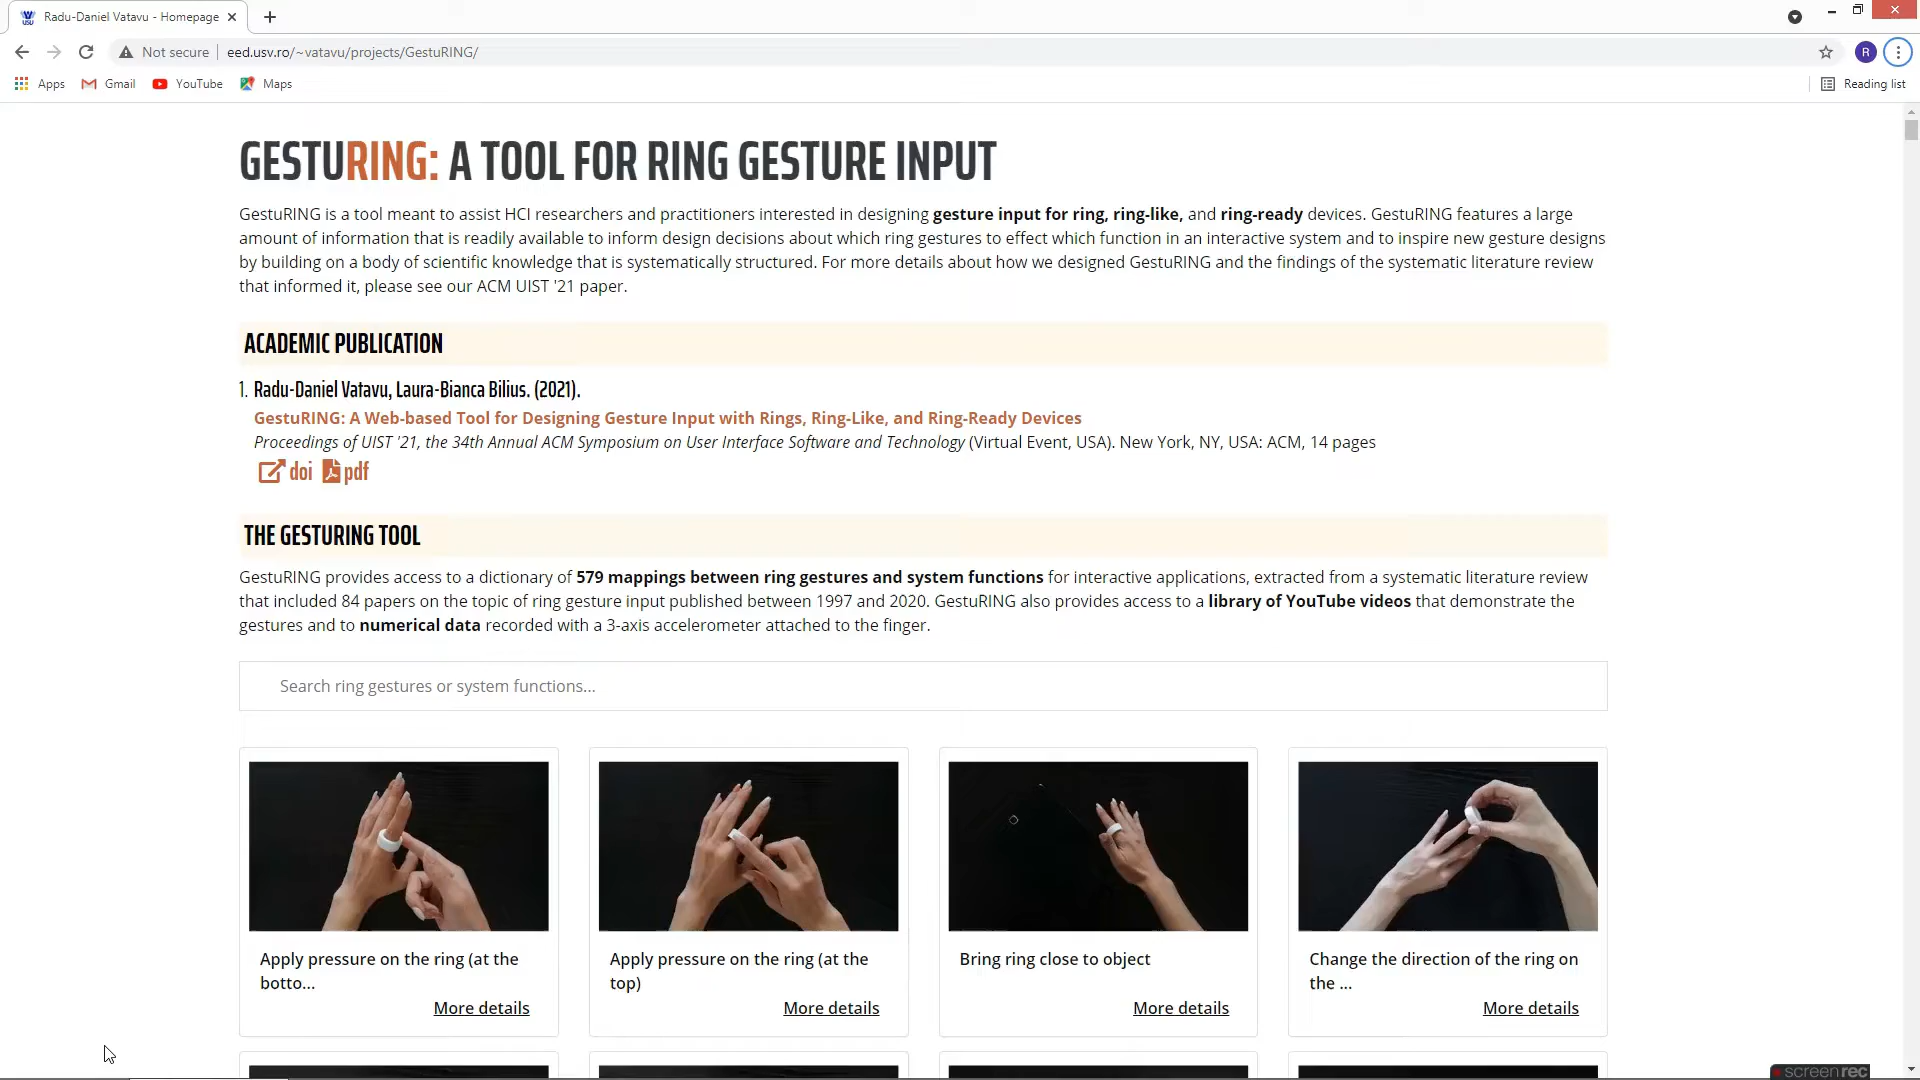 Radu-Daniel Vatavu - Homepage
Not secure eed.usv.ro/~vatavu/projects/GestuRING/ R
Apps Gmail YouTube Maps Reading list
GESTURING: A TOOL FOR RING GESTURE INPUT
GestuRING is a tool meant to assist HCI researchers and practitioners interested in designing gesture input for ring, ring-like, and ring-ready devices. GestuRING features a large
amount of information that is readily available to inform design decisions about which ring gestures to effect which function in an interactive system and to inspire new gesture designs
by building on a body of scientific knowledge that is systematically structured. For more details about how we designed GestuRING and the findings of the systematic literature review
that informed it, please see our ACM UIST '21 paper.
ACADEMIC PUBLICATION
1. Radu-Daniel Vatavu, Laura-Bianca Bilius. (2021).
GestuRING: A Web-based Tool for Designing Gesture Input with Rings, Ring-Like, and Ring-Ready Devices
Proceedings of UIST '21, the 34th Annual ACM Symposium on User Interface Software and Technology (Virtual Event, USA). New York, NY, USA: ACM, 14 pages
doi pdf
THE GESTURING TOOL
GestuRING provides access to a dictionary of 579 mappings between ring gestures and system functions for interactive applications, extracted from a systematic literature review
that included 84 papers on the topic of ring gesture input published between 1997 and 2020. GestuRING also provides access to a library of YouTube videos that demonstrate the
gestures and to numerical data recorded with a 3-axis accelerometer attached to the finger.
Search ring gestures or system functions...
Apply pressure on the ring (at the
botto...
More details
Apply pressure on the ring (at the
top)
More details
Bring ring close to object
More details
Change the direction of the ring on
the ...
More details
screenrec